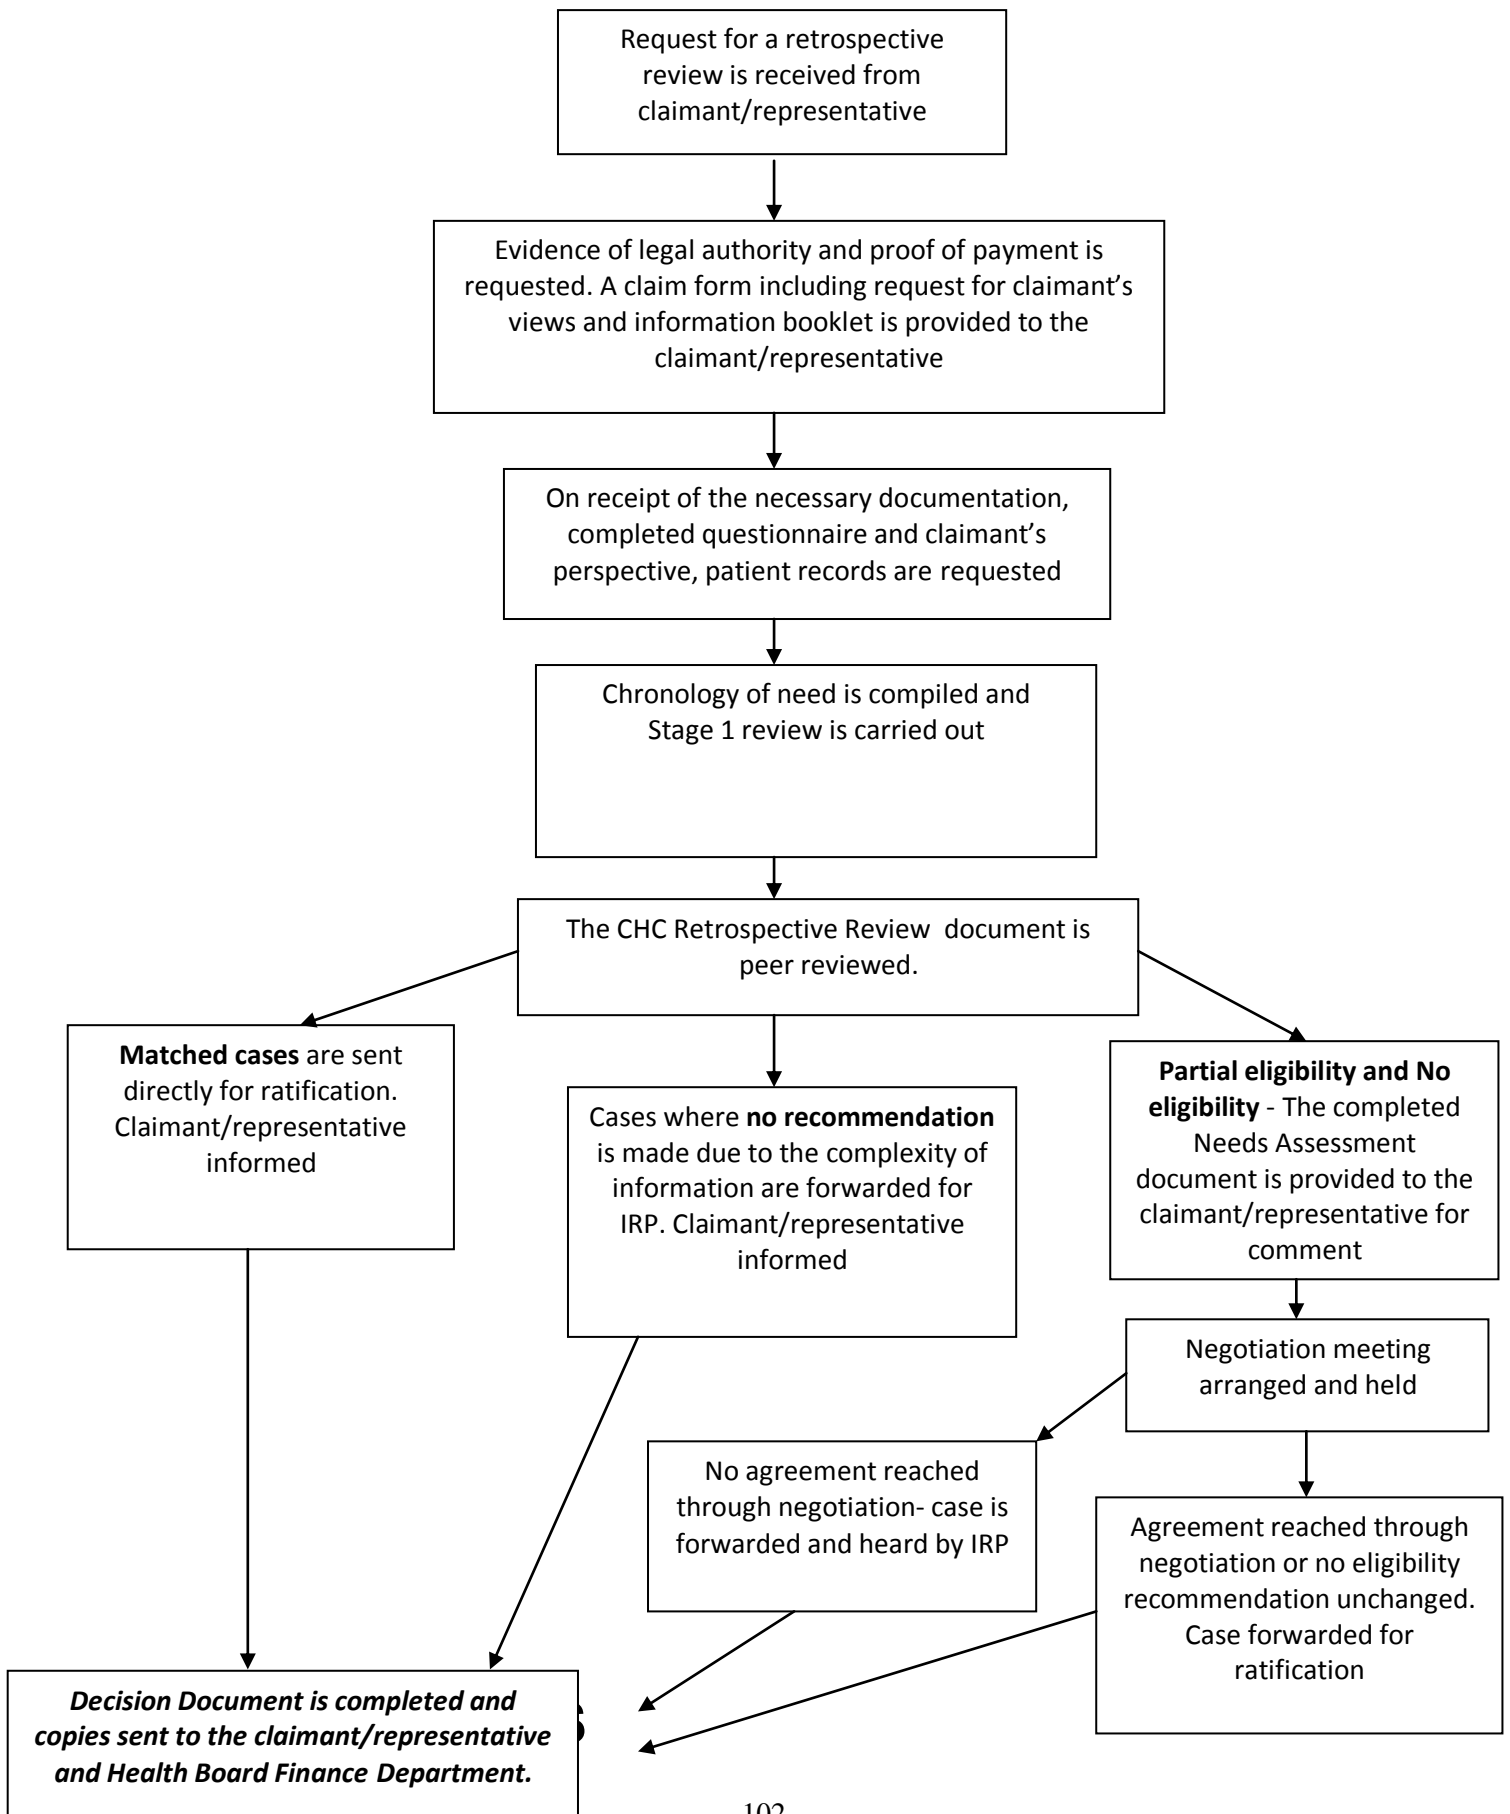 Request for a retrospective
review is received from
claimant/representative
Evidence of legal authority and proof of payment is
requested. A claim form including request for claimant’s
views and information booklet is provided to the
claimant/representative
On receipt of the necessary documentation,
completed questionnaire and claimant’s
perspective, patient records are requested
Chronology of need is compiled and
Stage 1 review is carried out
The CHC Retrospective Review  document is
peer reviewed.
Matched cases are sent
directly for ratification.
Claimant/representative
informed
Cases where no recommendation
is made due to the complexity of
information are forwarded for
IRP. Claimant/representative
informed
Partial eligibility and No
eligibility - The completed
Needs Assessment
document is provided to the
claimant/representative for
comment
Negotiation meeting
arranged and held
No agreement reached
through negotiation- case is
forwarded and heard by IRP
Agreement reached through
negotiation or no eligibility
recommendation unchanged.
Case forwarded for
ratification
Decision Document is completed and
copies sent to the claimant/representative
and Health Board Finance Department.
102